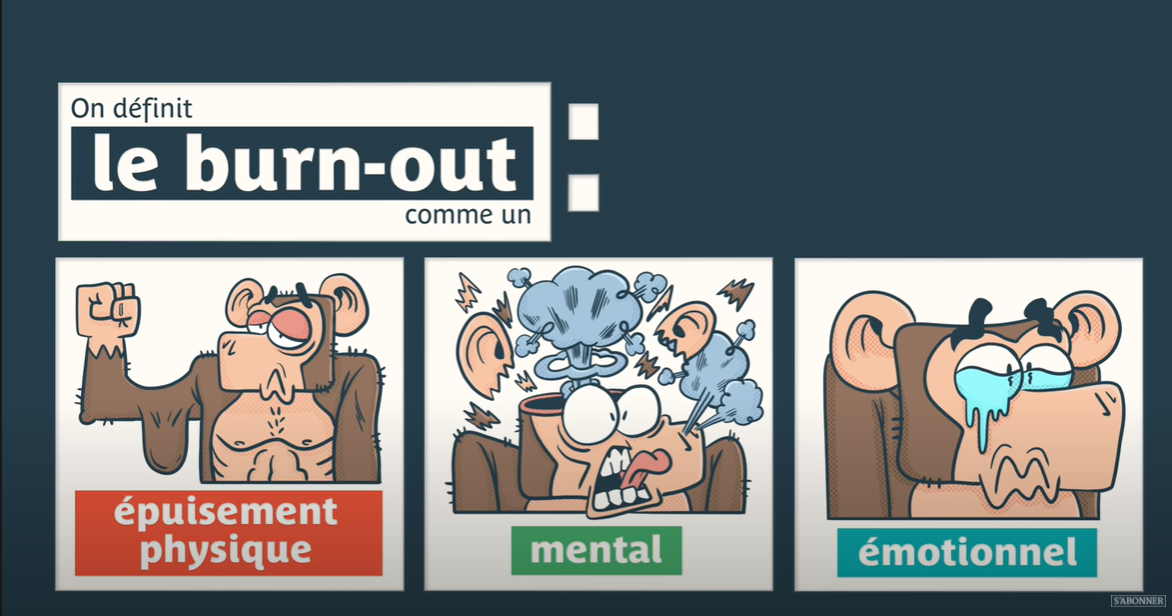 On définit
le burn-out
comme un
:
épuisement
physique
mental
émotionnel
S'ABONNER